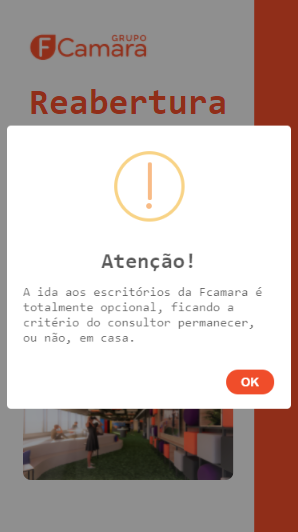 GRUPO
FCamara
Reabertura
Atenção!
A ida aos escritórios da Fcamara é
totalmente opcional, ficando a
critério do consultor permanecer,
ou não, em casa.
OK